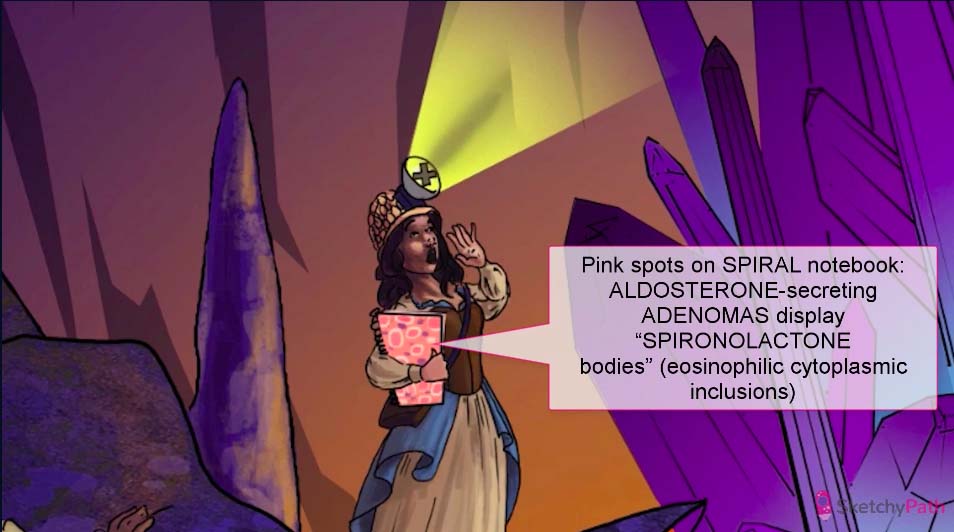 Pink spots on SPIRAL notebook:
ALDOSTERONE-secreting
ADENOMAS display
“SPIRONOLACTONE
bodies” (eosinophilic cytoplasmic
inclusions)
SketchyPath